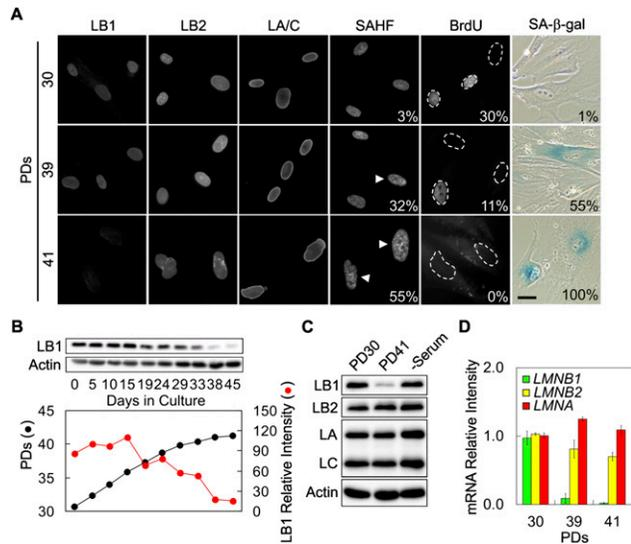 A
LB1 LB2 LA/C SAHF BrdU SA-β-gal
PDs
30
3% 30% 1%
39
32% 11% 55%
41
55% 0% 100%
B
LB1
Actin
0 5 10 15 19 24 29 33 38 45
Days in Culture
PDs (●)
45
40
35
30
150
120
90
60
30
0
LB1 Relative Intensity (●)
C
PD30 PD41 -Serum
LB1
LB2
LA
LC
Actin
D
mRNA Relative Intensity
2.0
1.0
0.0
LMNB1
LMNB2
LMNA
30 39 41
PDs